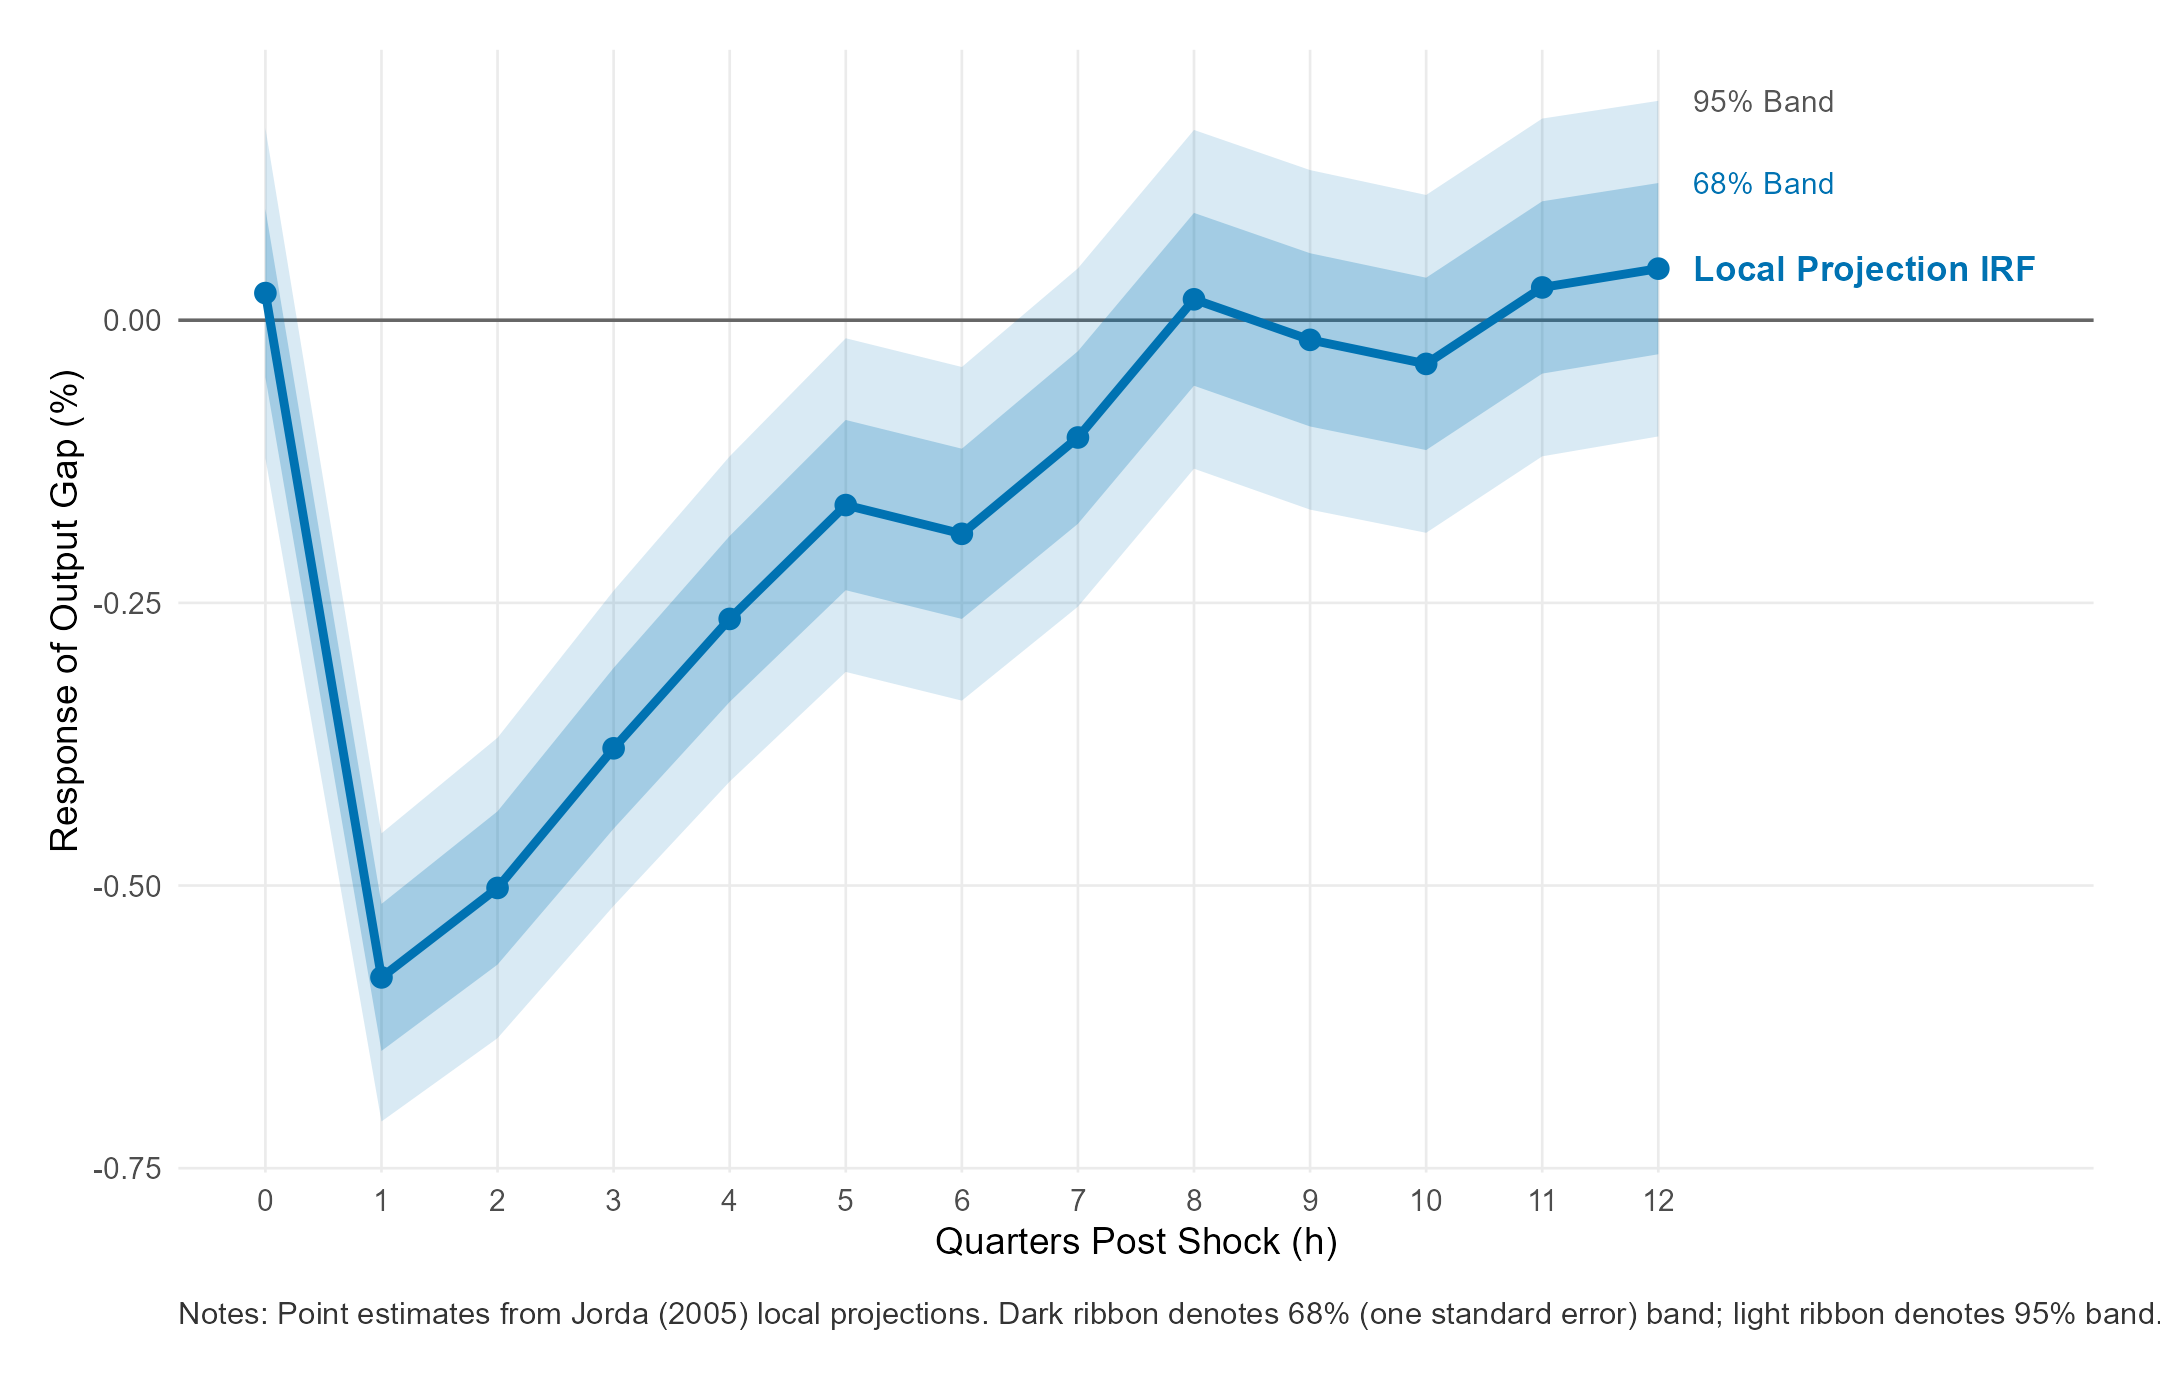 95% Band
68% Band
Local Projection IRF
0.00
-0.25
-0.50
-0.75
Response of Output Gap (%)
0 1 2 3 4 5 6 7 8 9 10 11 12
Quarters Post Shock (h)
Notes: Point estimates from Jorda (2005) local projections. Dark ribbon denotes 68% (one standard error) band; light ribbon denotes 95% band.